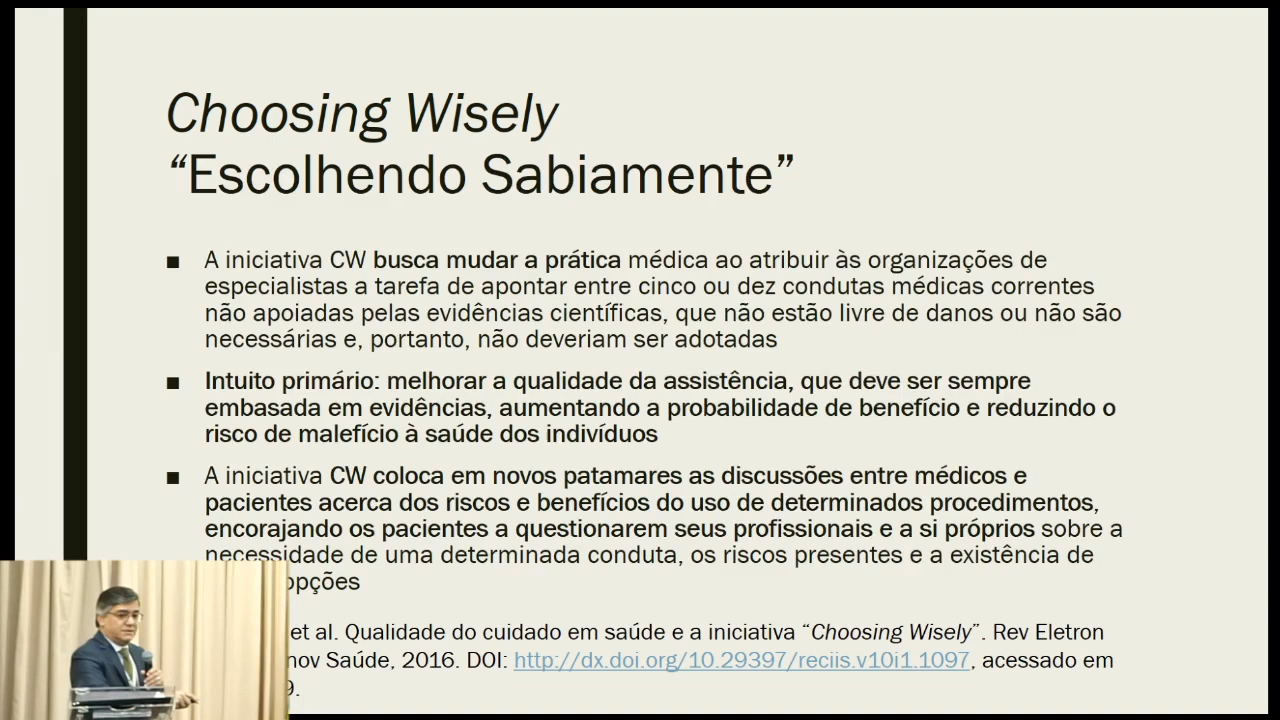 Choosing Wisely
“Escolhendo Sabiamente”
■ A iniciativa CW busca mudar a prática médica ao atribuir às organizações de
especialistas a tarefa de apontar entre cinco ou dez condutas médicas correntes
não apoiadas pelas evidências científicas, que não estão livre de danos ou não são
necessárias e, portanto, não deveriam ser adotadas
■ Intuito primário: melhorar a qualidade da assistência, que deve ser sempre
embasada em evidências, aumentando a probabilidade de benefício e reduzindo o
risco de malefício à saúde dos indivíduos
■ A iniciativa CW coloca em novos patamares as discussões entre médicos e
pacientes acerca dos riscos e benefícios do uso de determinados procedimentos,
encorajando os pacientes a questionarem seus profissionais e a si próprios sobre a
necessidade de uma determinada conduta, os riscos presentes e a existência de
opções
et al. Qualidade do cuidado em saúde e a iniciativa “Choosing Wisely”. Rev Eletron
nov Saúde, 2016. DOI: http://dx.doi.org/10.29397/reciis.v10i1.1097, acessado em
9.